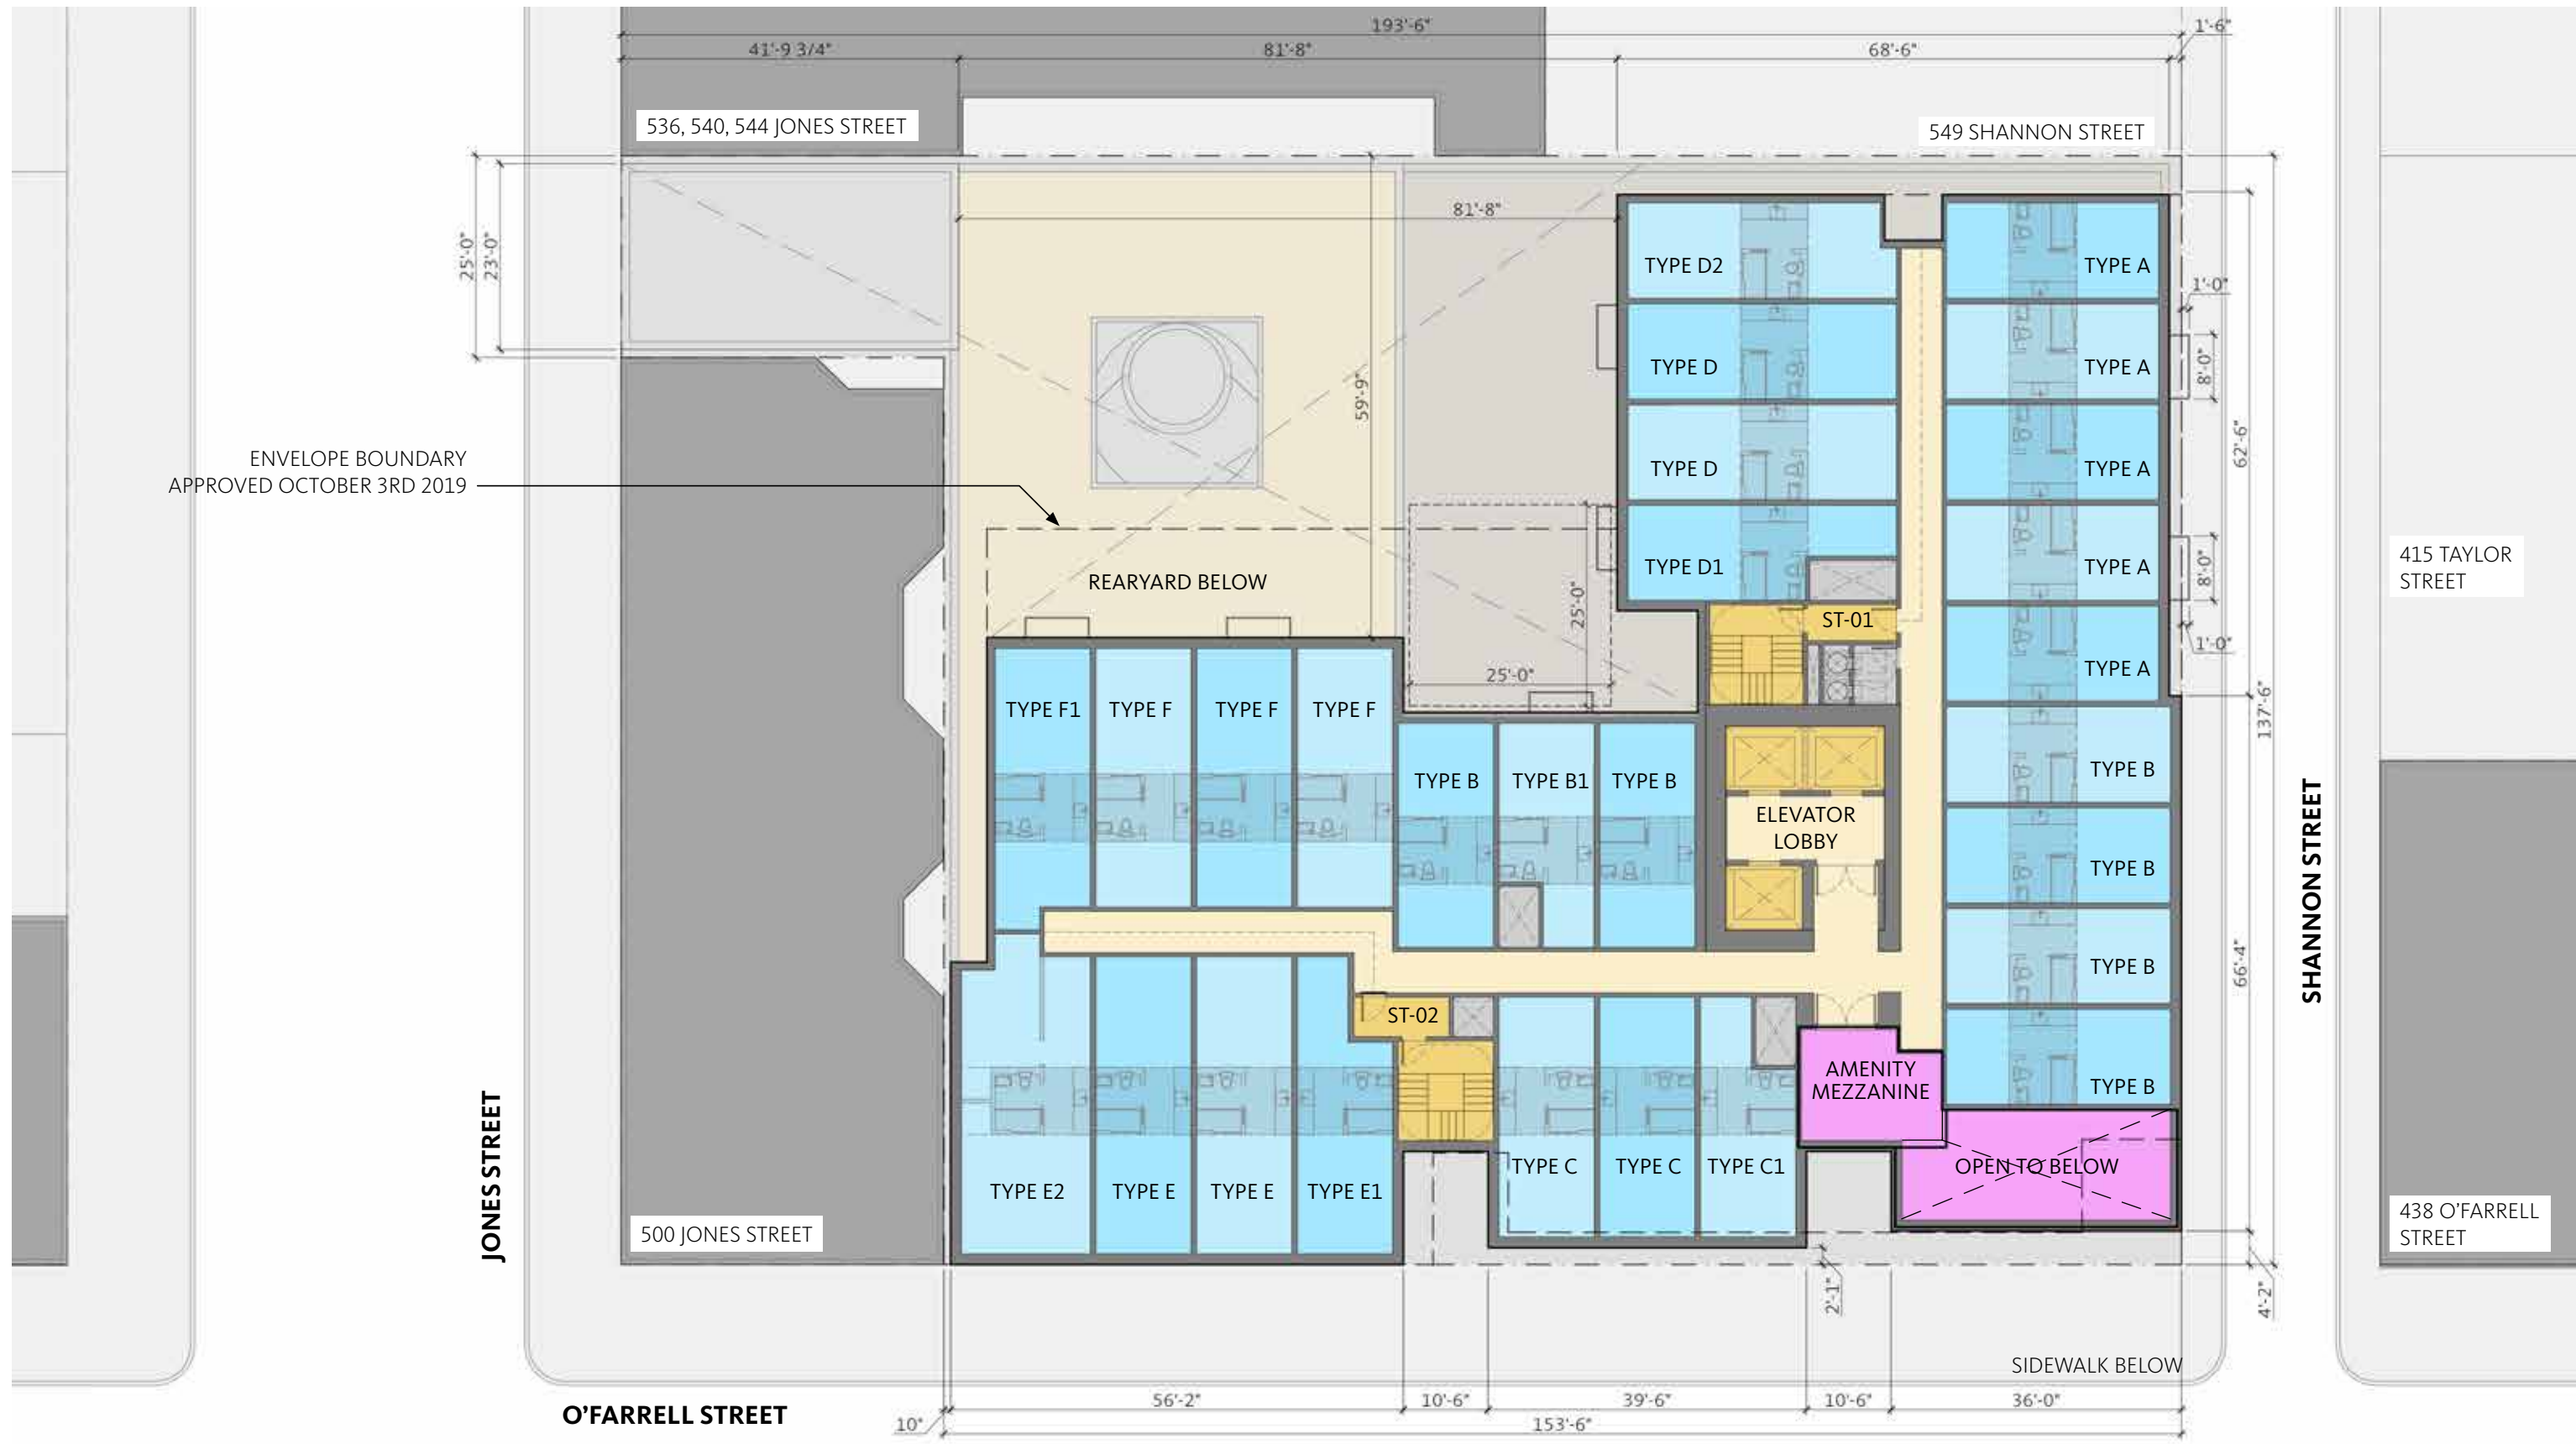 193'-6"
1'-6"
41'-9 3/4"
81'-8"
68'-6"
536, 540, 544 JONES STREET
549 SHANNON STREET
25'-0"
23'-0"
81'-8"
TYPE D2
TYPE A
1'-0"
TYPE D
TYPE A
8'-0"
59'-9"
62'-6"
ENVELOPE BOUNDARY
APPROVED OCTOBER 3RD 2019
TYPE D
TYPE A
415 TAYLOR
STREET
REARYARD BELOW
25'-0"
TYPE D1
TYPE A
8'-0"
ST-01
1'-0"
25'-0"
TYPE A
137'-6"
TYPE F1
TYPE F
TYPE F
TYPE F
TYPE B
TYPE B1
TYPE B
TYPE B
ELEVATOR
LOBBY
SHANNON STREET
TYPE B
TYPE B
66'-4"
ST-02
AMENITY
MEZZANINE
TYPE B
JONES STREET
TYPE E2
TYPE E
TYPE E
TYPE E1
TYPE C
TYPE C
TYPE C1
OPEN TO BELOW
500 JONES STREET
438 O'FARRELL
STREET
2'-1"
4'-2"
SIDEWALK BELOW
O'FARRELL STREET
56'-2"
10'-6"
39'-6"
10'-6"
36'-0"
10"
153'-6"